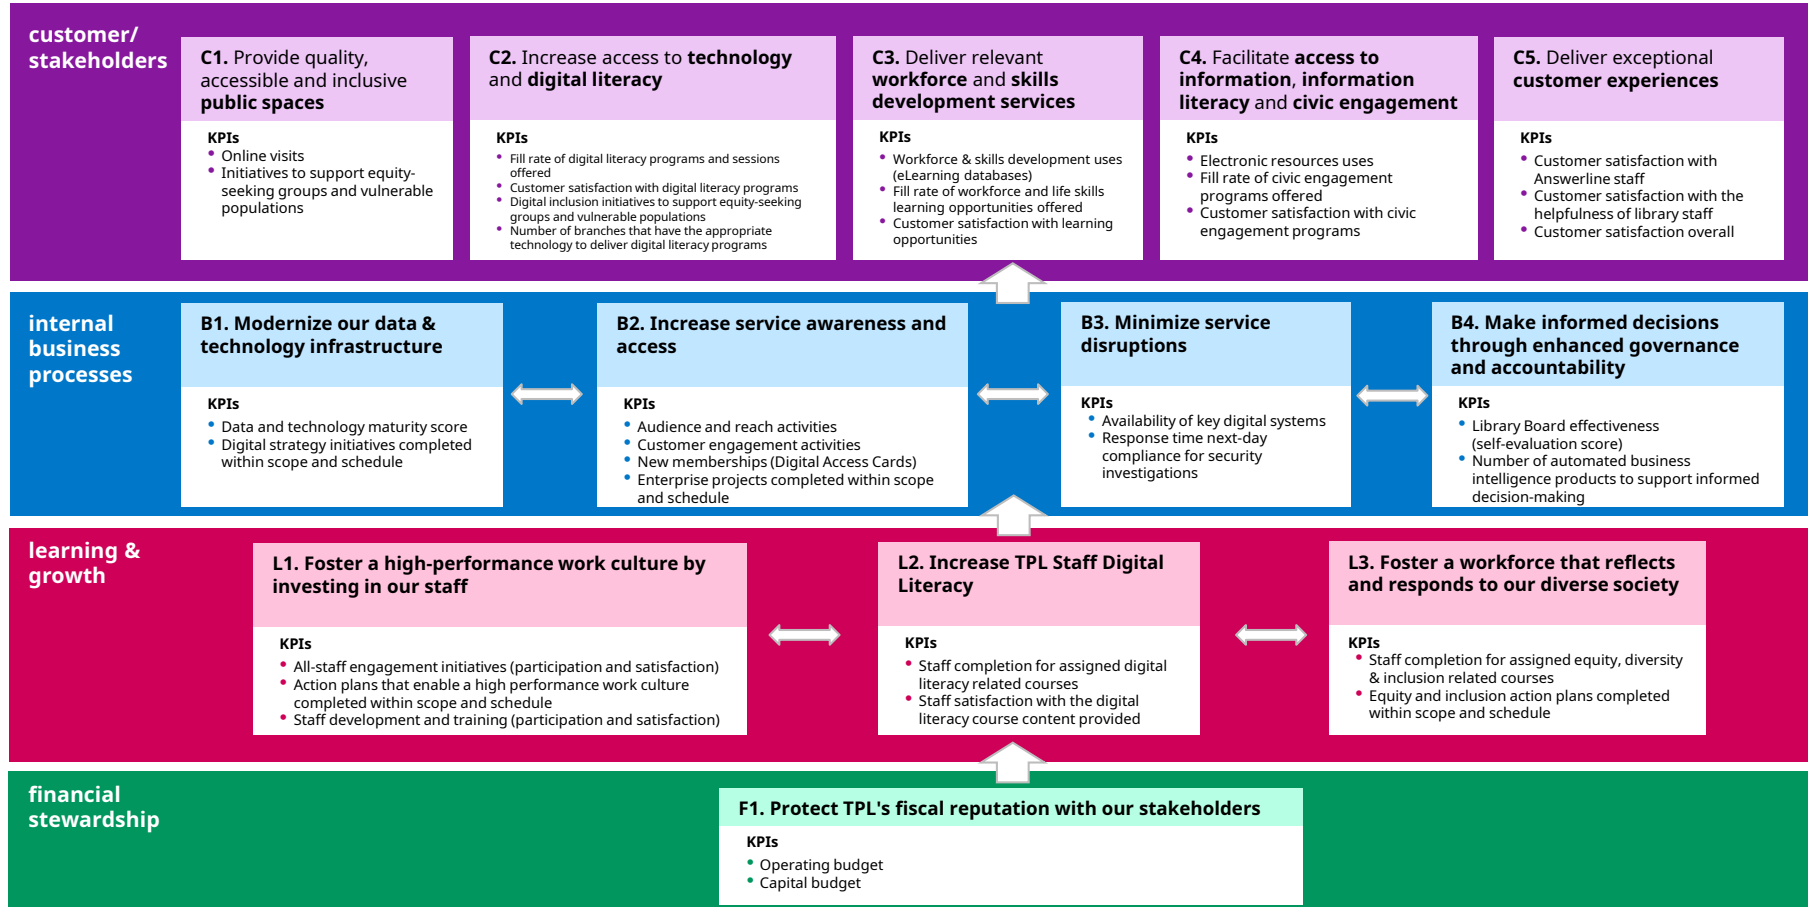 customer/
stakeholders
C1. Provide quality,
accessible and inclusive
public spaces
KPIs
• Online visits
• Initiatives to support equity-
seeking groups and vulnerable
populations
C2. Increase access to technology
and digital literacy
KPIs
• Fill rate of digital literacy programs and sessions
offered
• Customer satisfaction with digital literacy programs
• Digital inclusion initiatives to support equity-seeking
groups and vulnerable populations
• Number of branches that have the appropriate
technology to deliver digital literacy programs
C3. Deliver relevant
workforce and skills
development services
KPIs
• Workforce & skills development uses
(eLearning databases)
• Fill rate of workforce and life skills
learning opportunities offered
• Customer satisfaction with learning
opportunities
C4. Facilitate access to
information, information
literacy and civic engagement
KPIs
• Electronic resources uses
• Fill rate of civic engagement
programs offered
• Customer satisfaction with civic
engagement programs
C5. Deliver exceptional
customer experiences
KPIs
• Customer satisfaction with
Answerline staff
• Customer satisfaction with the
helpfulness of library staff
• Customer satisfaction overall
internal
business
processes
B1. Modernize our data &
technology infrastructure
KPIs
• Data and technology maturity score
• Digital strategy initiatives completed
within scope and schedule
B2. Increase service awareness and
access
KPIs
• Audience and reach activities
• Customer engagement activities
• New memberships (Digital Access Cards)
• Enterprise projects completed within scope
and schedule
B3. Minimize service
disruptions
KPIs
• Availability of key digital systems
• Response time next-day
compliance for security
investigations
B4. Make informed decisions
through enhanced governance
and accountability
KPIs
• Library Board effectiveness
(self-evaluation score)
• Number of automated business
intelligence products to support informed
decision-making
learning &
growth
L1. Foster a high-performance work culture by
investing in our staff
KPIs
• All-staff engagement initiatives (participation and satisfaction)
• Action plans that enable a high performance work culture
completed within scope and schedule
• Staff development and training (participation and satisfaction)
L2. Increase TPL Staff Digital
Literacy
KPIs
• Staff completion for assigned digital
literacy related courses
• Staff satisfaction with the digital
literacy course content provided
L3. Foster a workforce that reflects
and responds to our diverse society
KPIs
• Staff completion for assigned equity, diversity
& inclusion related courses
• Equity and inclusion action plans completed
within scope and schedule
financial
stewardship
F1. Protect TPL's fiscal reputation with our stakeholders
KPIs
• Operating budget
• Capital budget